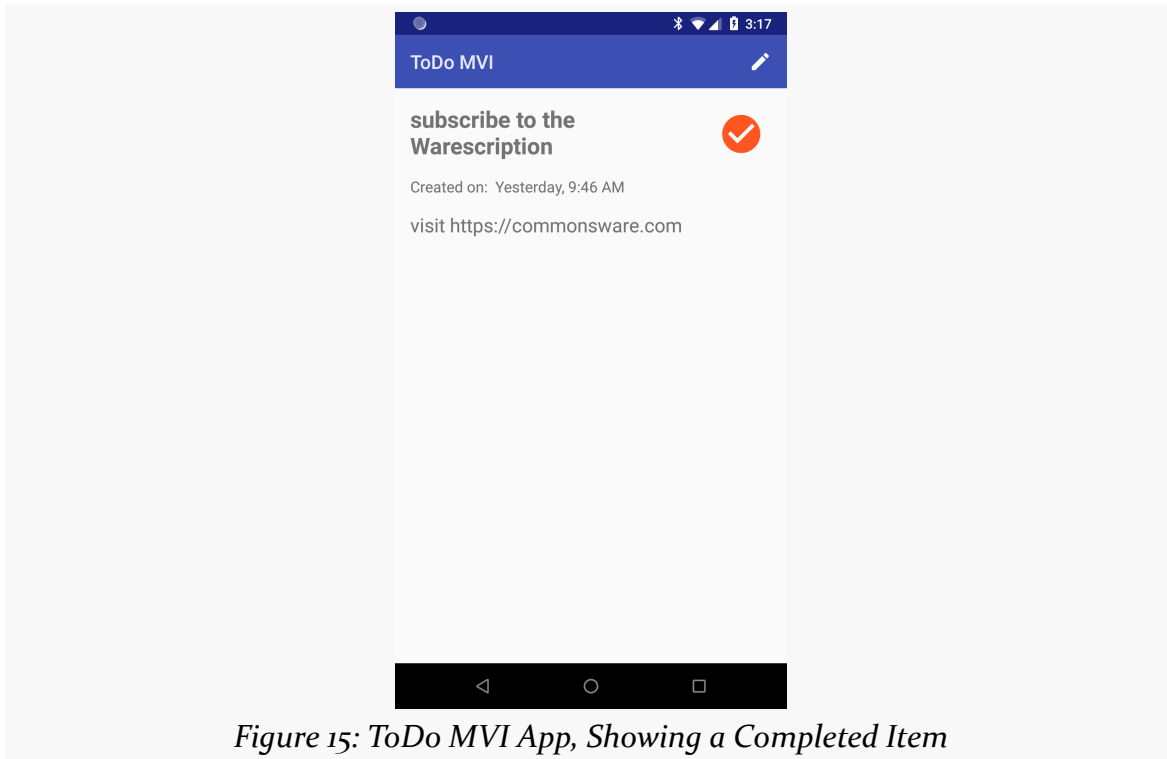 3:17
ToDo MVI
subscribe to the
Warescription
Created on: Yesterday, 9:46 AM
visit https://commonsware.com
Figure 15: ToDo MVI App, Showing a Completed Item